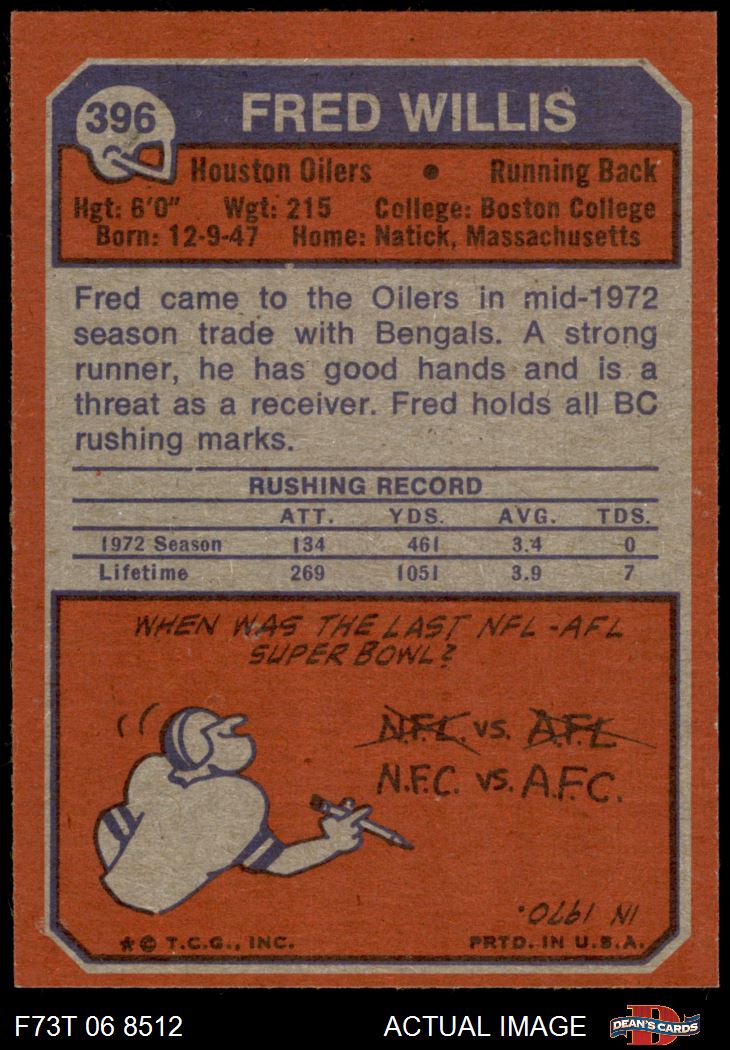 396
FRED WILLIS
Houston Oilers • Running Back
Hgt: 6'0" Wgt: 215 College: Boston College
Born: 12-9-47 Home: Natick, Massachusetts
Fred came to the Oilers in mid-1972
season trade with Bengals. A strong
runner, he has good hands and is a
threat as a receiver. Fred holds all BC
rushing marks.
RUSHING RECORD
ATT. YDS. AVG. TDS.
1972 Season 134 461 3.4 0
Lifetime 269 1051 3.9 7
WHEN WAS THE LAST NFL-AFL
SUPER BOWL?
N.F.L. vs. A.F.L.
N.F.C. vs. A.F.C.
IN 1970.
★ © T.C.G., INC. PRTD. IN U.S.A.
F73T 06 8512 ACTUAL IMAGE
D
DEAN'S CARDS